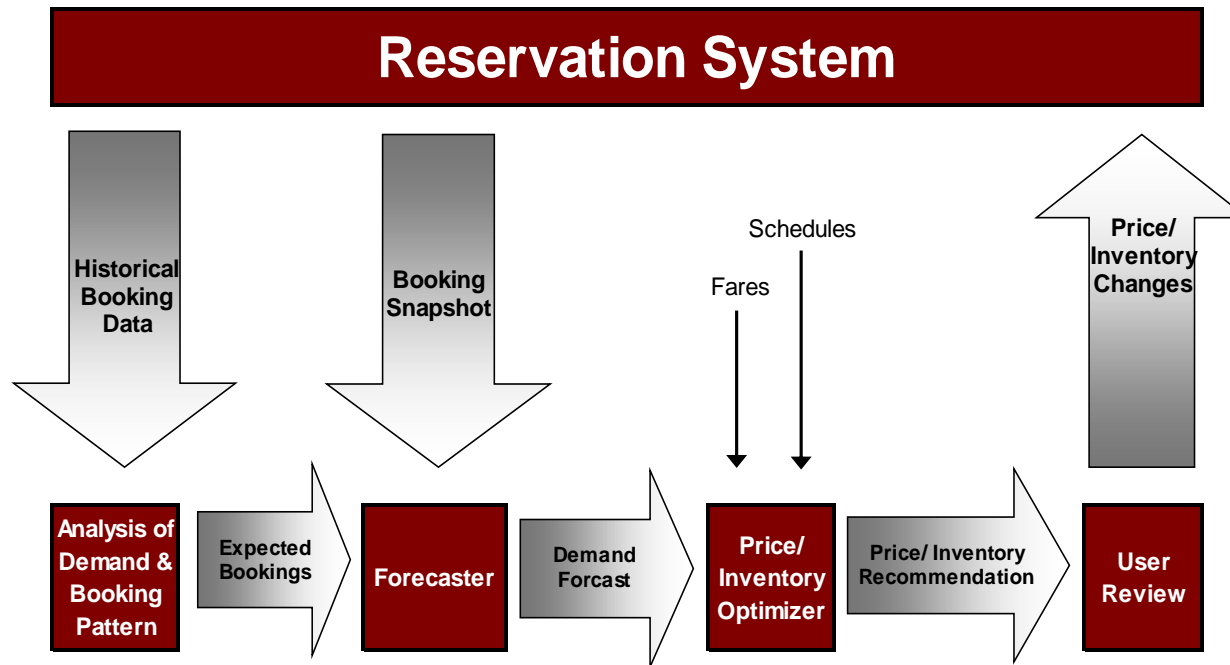 Reservation System
Historical
Booking
Data
Booking
Snapshot
Schedules
Fares
Price/
Inventory
Changes
Analysis of
Demand &
Booking
Pattern
Expected
Bookings
Forecaster
Demand
Forcast
Price/
Inventory
Optimizer
Price/ Inventory
Recommendation
User
Review